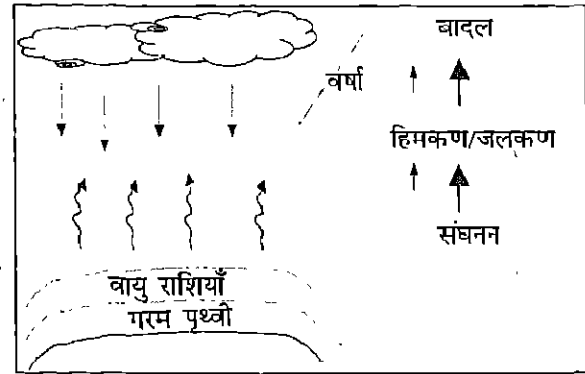 बादल
वर्षा
हिमकण/जलकण
संघनन
वायु राशियाँ
गरम पृथ्वी